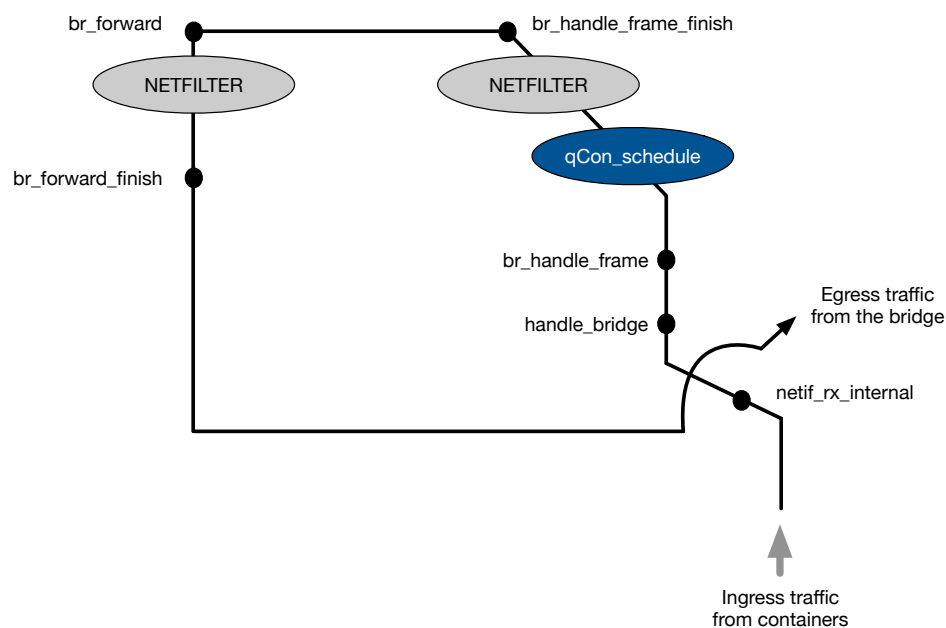 br_forward
br_handle_frame_finish
NETFILTER
NETFILTER
qCon_schedule
br_forward_finish
br_handle_frame
Egress traffic
from the bridge
handle_bridge
netif_rx_internal
Ingress traffic
from containers